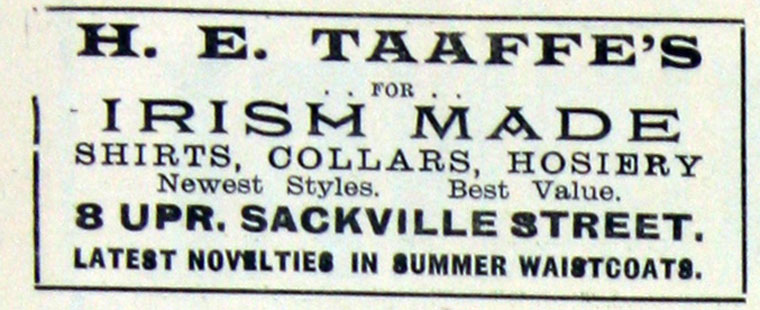 H. E. TAAFFE'S
. . FOR . .
IRISH MADE
SHIRTS, COLLARS, HOSIERY
Newest Styles. Best Value.
8 UPR. SACKVILLE STREET.
LATEST NOVELTIES IN SUMMER WAISTCOATS.